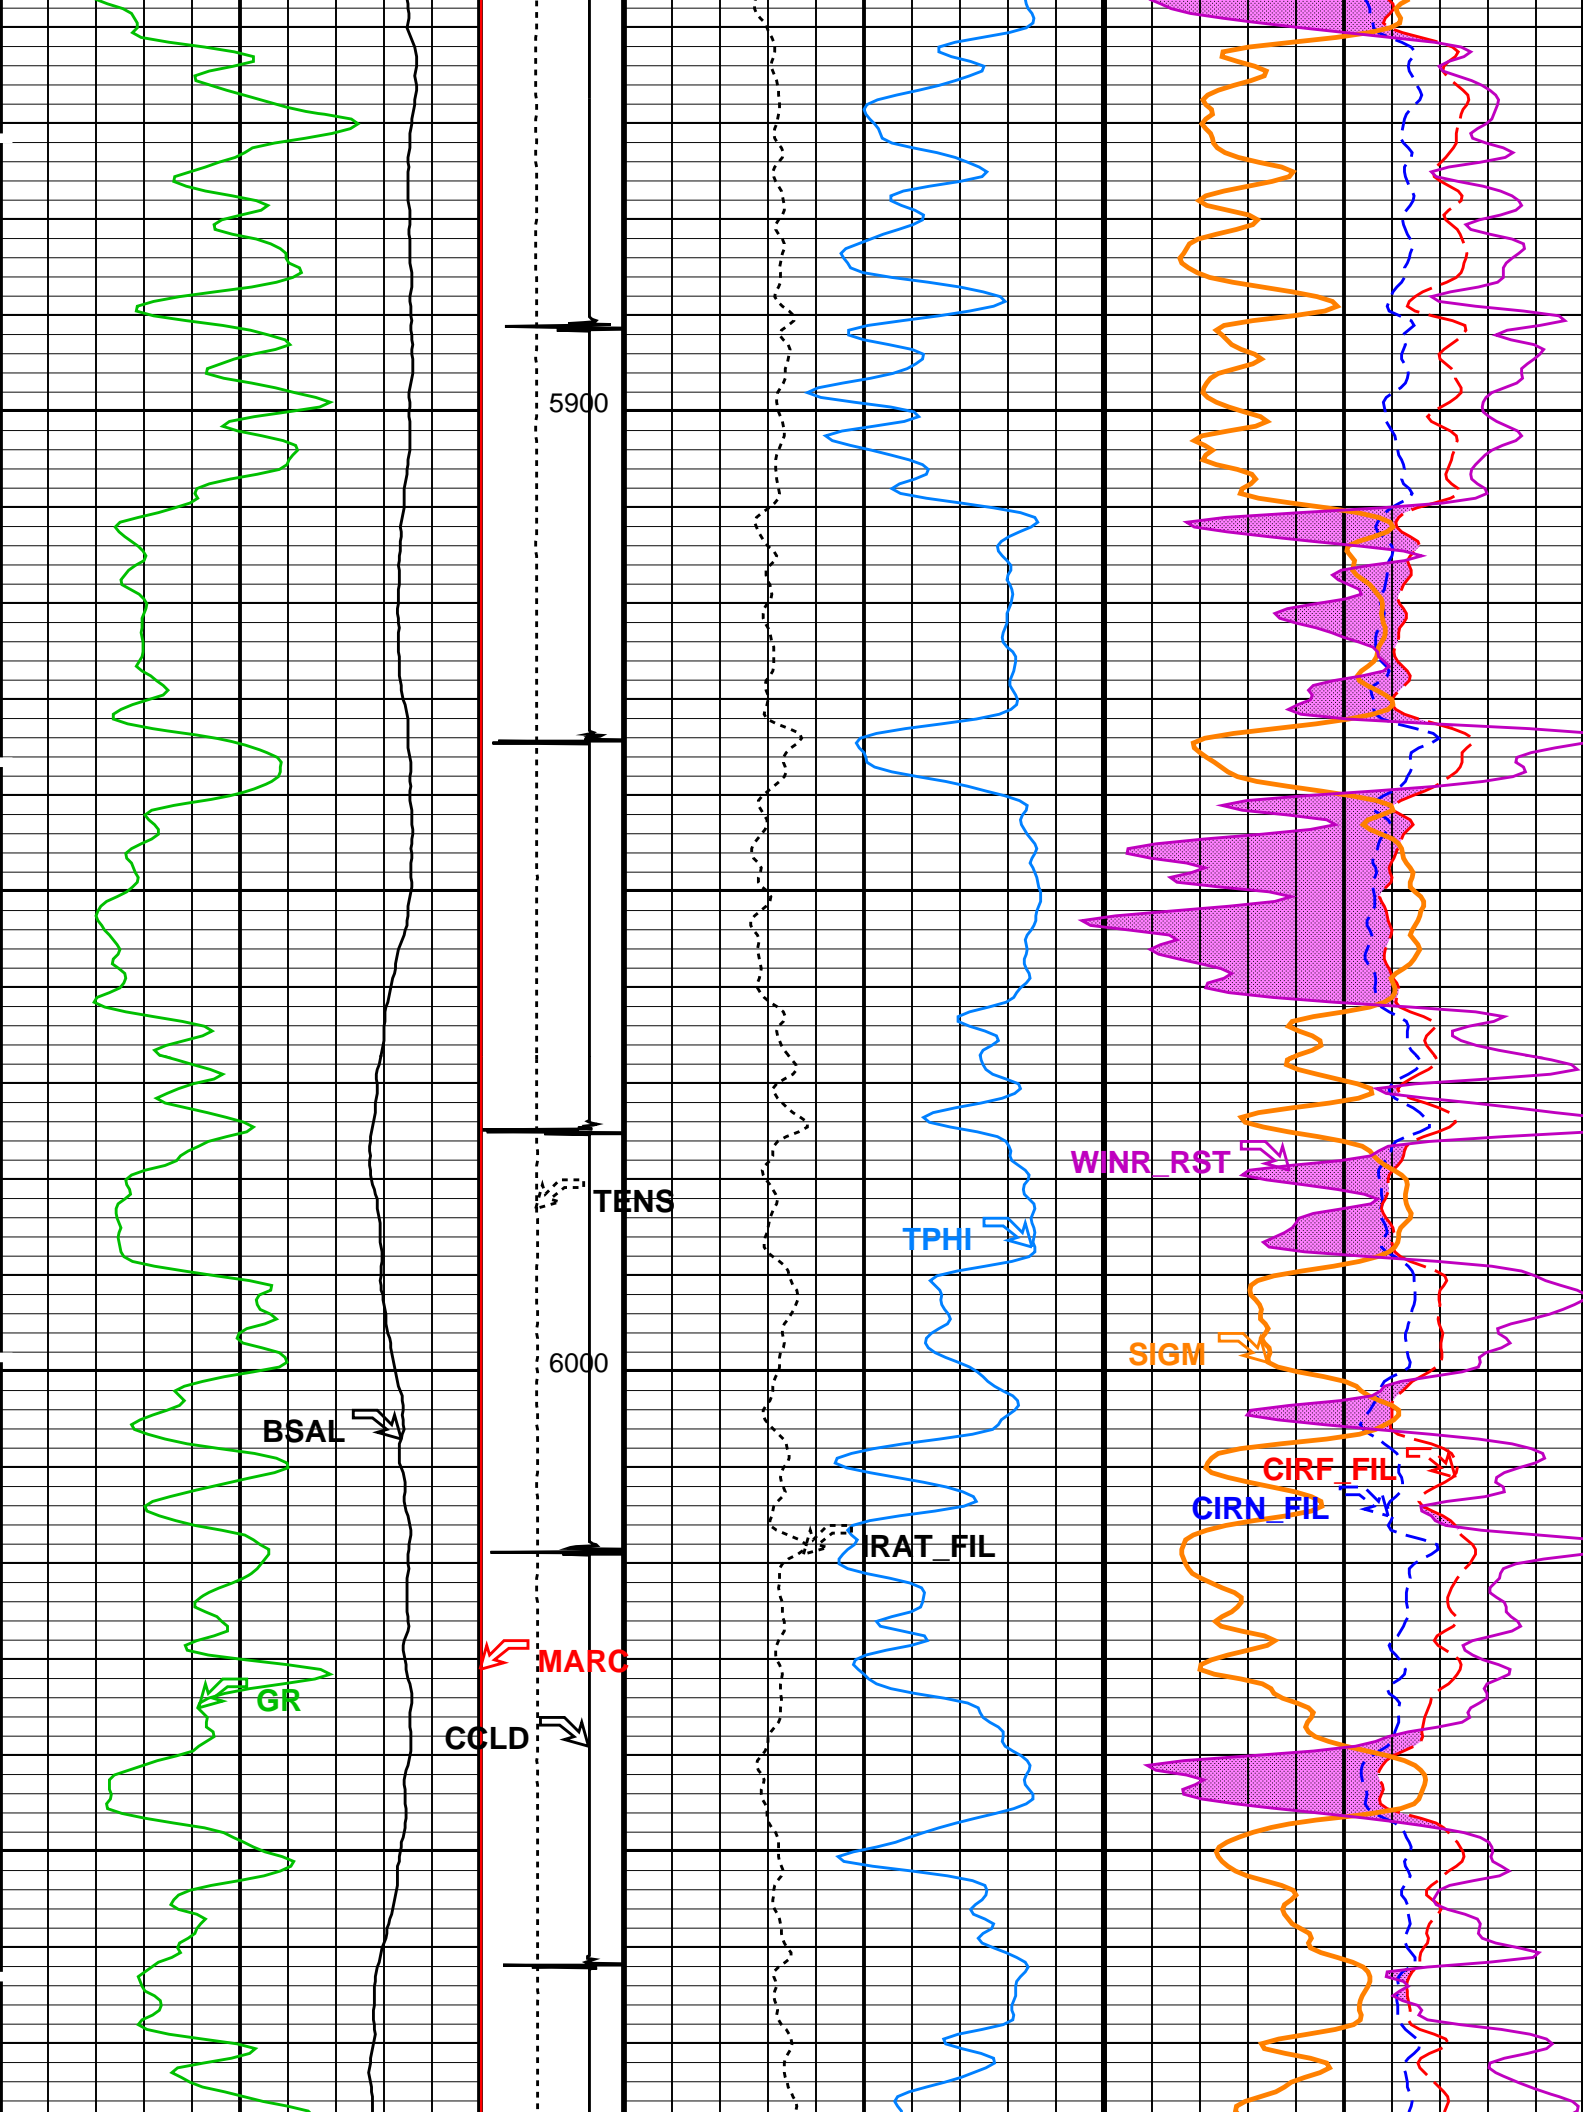 5900
WINR_RST
TENS
TPHI
SIGM
6000
BSAL
CIRF_FIL
CIRN_FIL
IRAT_FIL
MARC
GR
CCLD